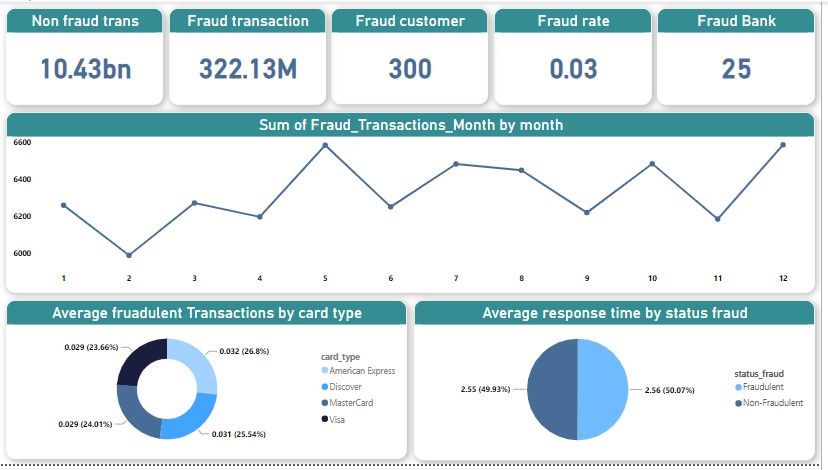 Non fraud trans
10.43bn
Fraud transaction
322.13M
Fraud customer
300
Fraud rate
0.03
Fraud Bank
25
Sum of Fraud_Transactions_Month by month
6600
6400
6200
6000
1 2 3 4 5 6 7 8 9 10 11 12
Average fruadulent Transactions by card type
0.029 (23.66%)
0.032 (26.8%)
0.029 (24.01%)
0.031 (25.54%)
card_type
American Express
Discover
MasterCard
Visa
Average response time by status fraud
2.55 (49.93%)
2.56 (50.07%)
status_fraud
Fraudulent
Non-Fraudulent